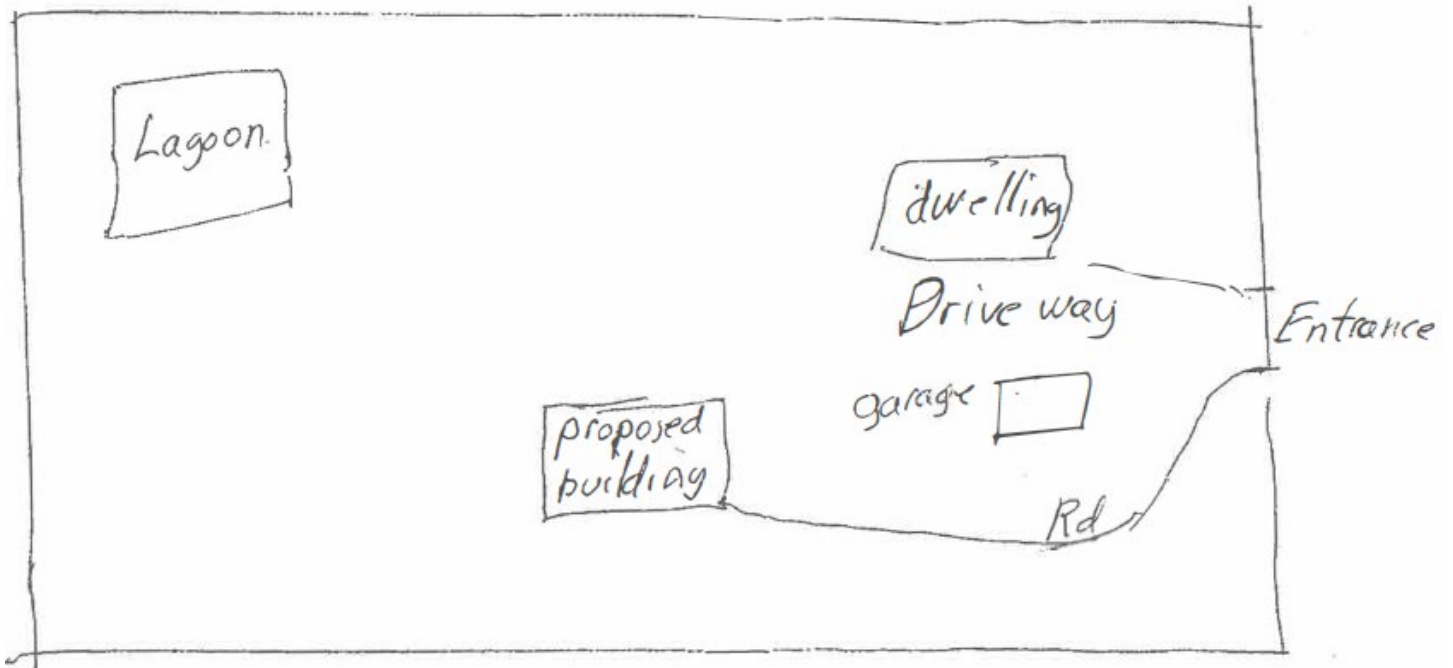 Lagoon.
dwelling
Drive way
Entrance
garage
proposed
building
Rd